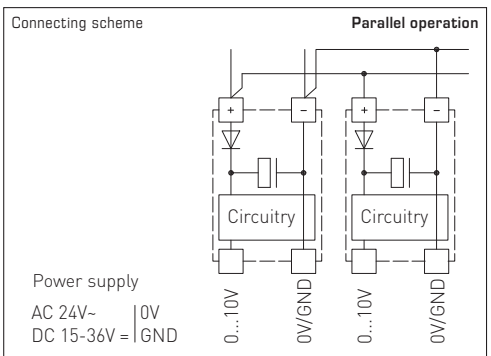 Connecting scheme
Parallel operation
+
−
+
−
Circuitry
Circuitry
Power supply
AC 24V~ | 0V
DC 15-36V = | GND
0...10V
0V/GND
0...10V
0V/GND